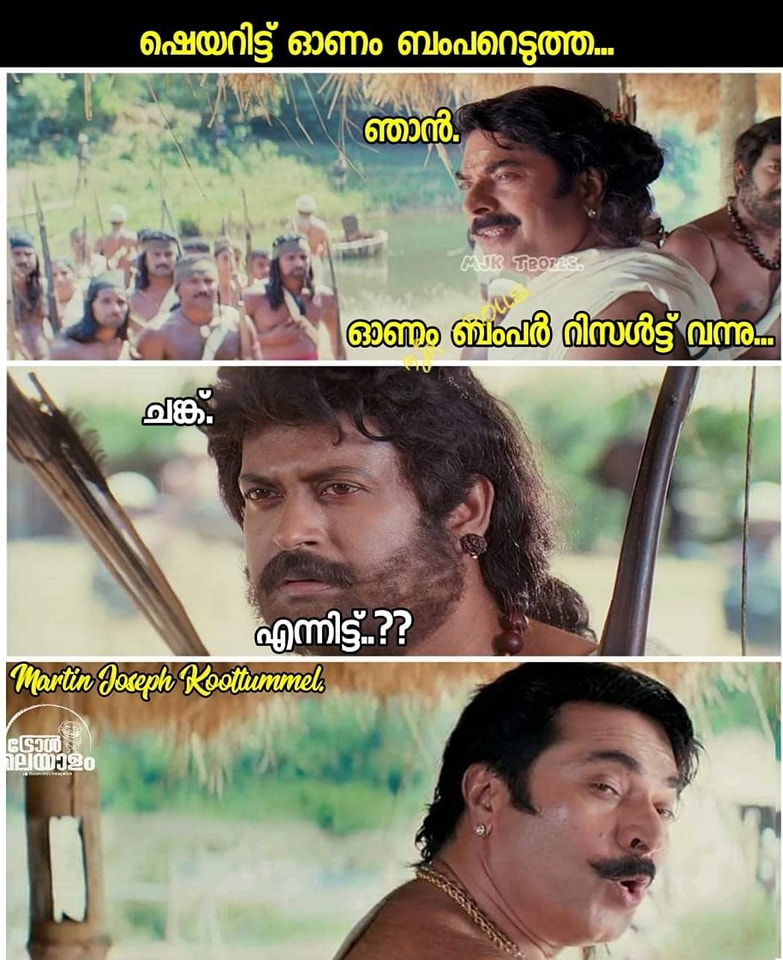 ഷെയറിട്ട് ഓണം ബംപറെടുത്ത...
ഞാൻ.
MJK TROLLS.
ഓണം ബംപർ റിസൾട്ട് വന്നു...
ചങ്ക്.
എന്നിട്ട്..??
Martin Joseph Koottummel.
ട്രോൾ
മലയാളം